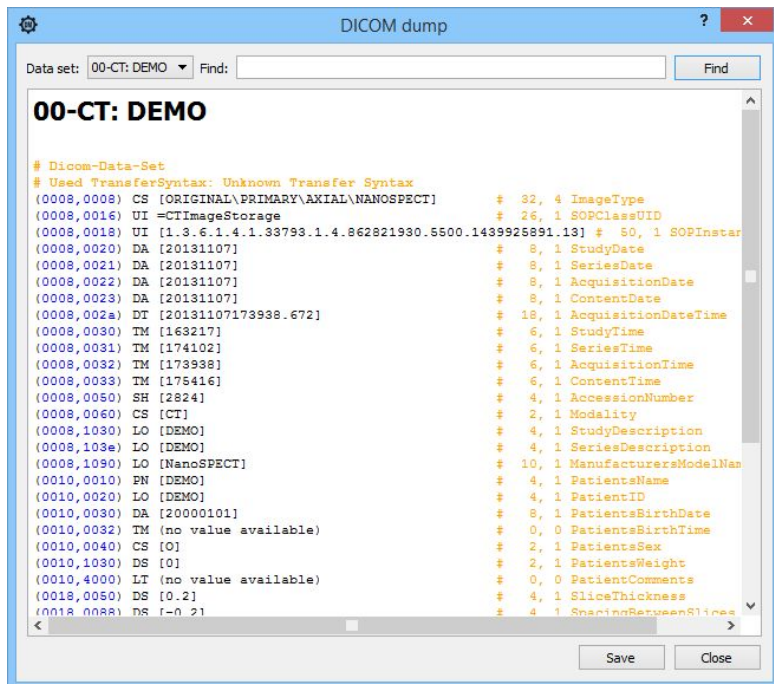 DICOM dump
? ×
Data set: 00-CT: DEMO Find: Find
00-CT: DEMO
# Dicom-Data-Set
# Used TransferSyntax: Unknown Transfer Syntax
(0008,0008) CS [ORIGINAL\PRIMARY\AXIAL\NANOSPECT] # 32, 4 ImageType
(0008,0016) UI =CTImageStorage # 26, 1 SOPClassUID
(0008,0018) UI [1.3.6.1.4.1.33793.1.4.862821930.5500.1439925891.13] # 50, 1 SOPInstan
(0008,0020) DA [20131107] # 8, 1 StudyDate
(0008,0021) DA [20131107] # 8, 1 SeriesDate
(0008,0022) DA [20131107] # 8, 1 AcquisitionDate
(0008,0023) DA [20131107] # 8, 1 ContentDate
(0008,002a) DT [20131107173938.672] # 18, 1 AcquisitionDateTime
(0008,0030) TM [163217] # 6, 1 StudyTime
(0008,0031) TM [174102] # 6, 1 SeriesTime
(0008,0032) TM [173938] # 6, 1 AcquisitionTime
(0008,0033) TM [175416] # 6, 1 ContentTime
(0008,0050) SH [2824] # 4, 1 AccessionNumber
(0008,0060) CS [CT] # 2, 1 Modality
(0008,1030) LO [DEMO] # 4, 1 StudyDescription
(0008,103e) LO [DEMO] # 4, 1 SeriesDescription
(0008,1090) LO [NanoSPECT] # 10, 1 ManufacturersModelNam
(0010,0010) PN [DEMO] # 4, 1 PatientsName
(0010,0020) LO [DEMO] # 4, 1 PatientID
(0010,0030) DA [20000101] # 8, 1 PatientsBirthDate
(0010,0032) TM (no value available) # 0, 0 PatientsBirthTime
(0010,0040) CS [O] # 2, 1 PatientsSex
(0010,1030) DS [0] # 2, 1 PatientsWeight
(0010,4000) LT (no value available) # 0, 0 PatientComments
(0018,0050) DS [0.2] # 4, 1 SliceThickness
(0018,0088) DS [-0.2] # 4, 1 SpacingBetweenSlices
Save Close